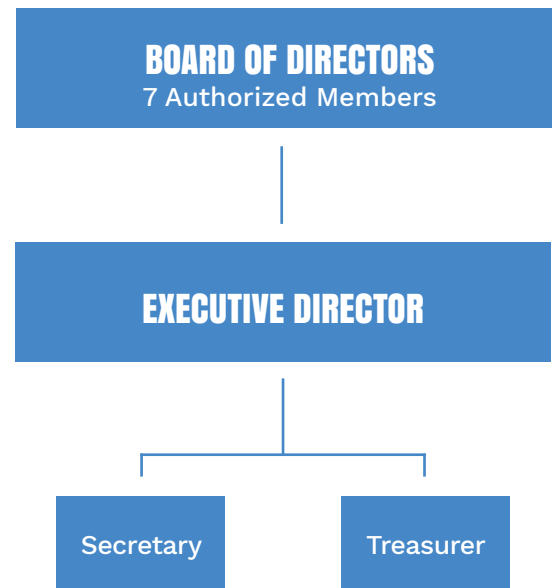 BOARD OF DIRECTORS
7 Authorized Members
EXECUTIVE DIRECTOR
Secretary
Treasurer